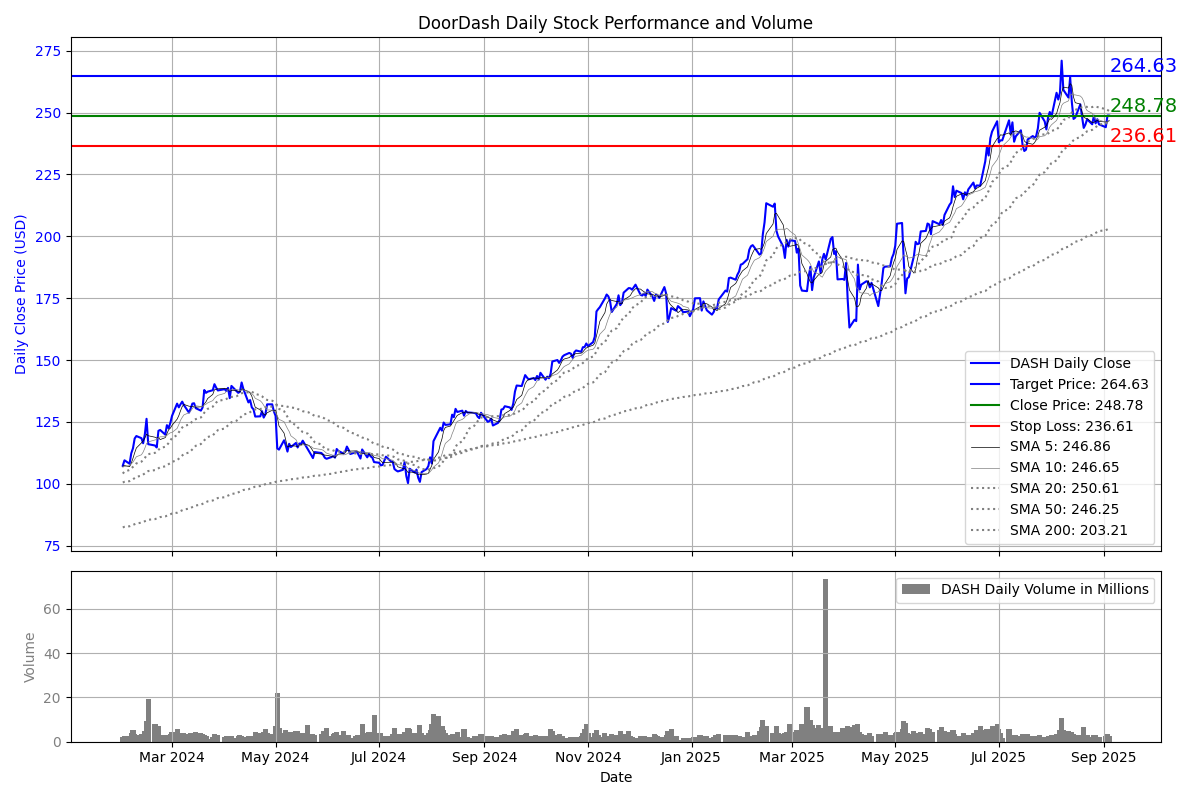 DoorDash Daily Stock Performance and Volume
275
250
225
200
175
150
125
100
75
Daily Close Price (USD)
264.63
248.78
236.61
DASH Daily Close
Target Price: 264.63
Close Price: 248.78
Stop Loss: 236.61
SMA 5: 246.86
SMA 10: 246.65
SMA 20: 250.61
SMA 50: 246.25
SMA 200: 203.21
60
40
20
0
Volume
DASH Daily Volume in Millions
Mar 2024 May 2024 Jul 2024 Sep 2024 Nov 2024 Jan 2025 Mar 2025 May 2025 Jul 2025 Sep 2025
Date